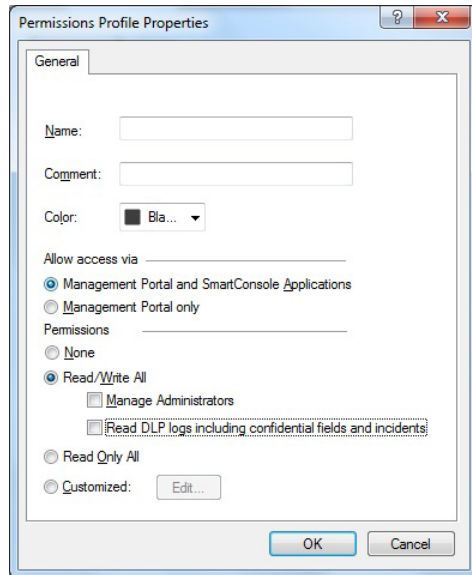 Permissions Profile Properties
General
Name:
Comment:
Color: Bla...
Allow access via
Management Portal and SmartConsole Applications
Management Portal only
Permissions
None
Read/Write All
Manage Administrators
Read DLP logs including confidential fields and incidents
Read Only All
Customized: Edit...
OK Cancel